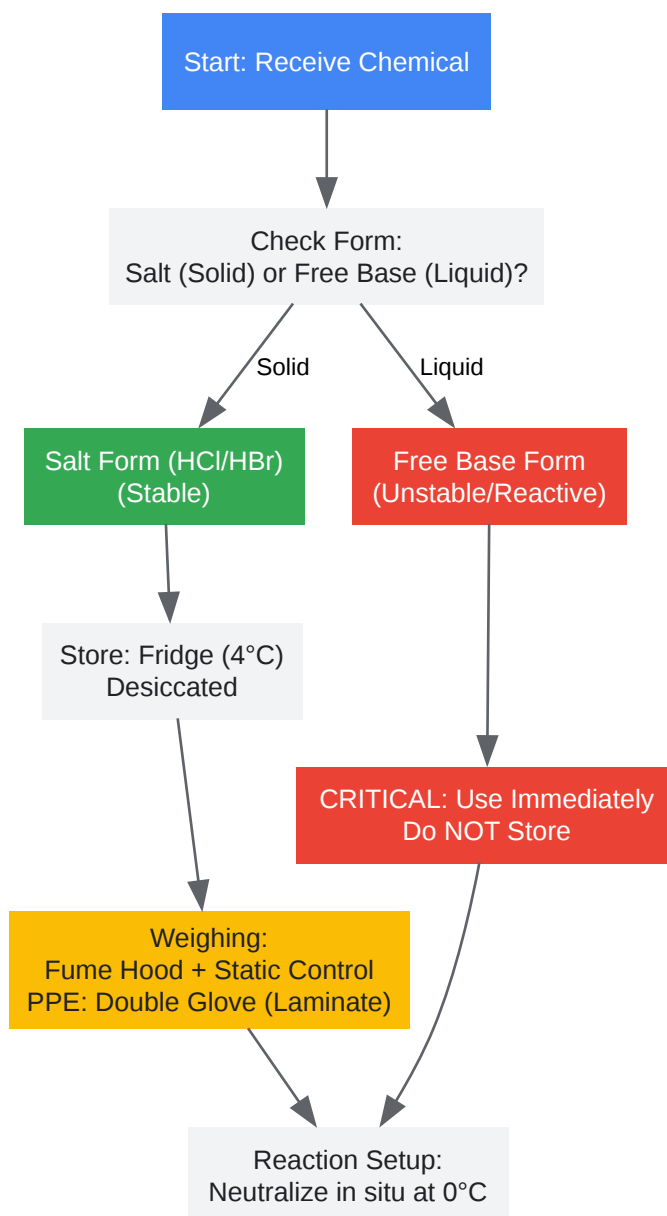 Start: Receive Chemical
Check Form:
Salt (Solid) or Free Base (Liquid)?
Solid
Liquid
Salt Form (HCl/HBr)
(Stable)
Free Base Form
(Unstable/Reactive)
Store: Fridge (4°C)
Desiccated
CRITICAL: Use Immediately
Do NOT Store
Weighing:
Fume Hood + Static Control
PPE: Double Glove (Laminate)
Reaction Setup:
Neutralize in situ at 0°C